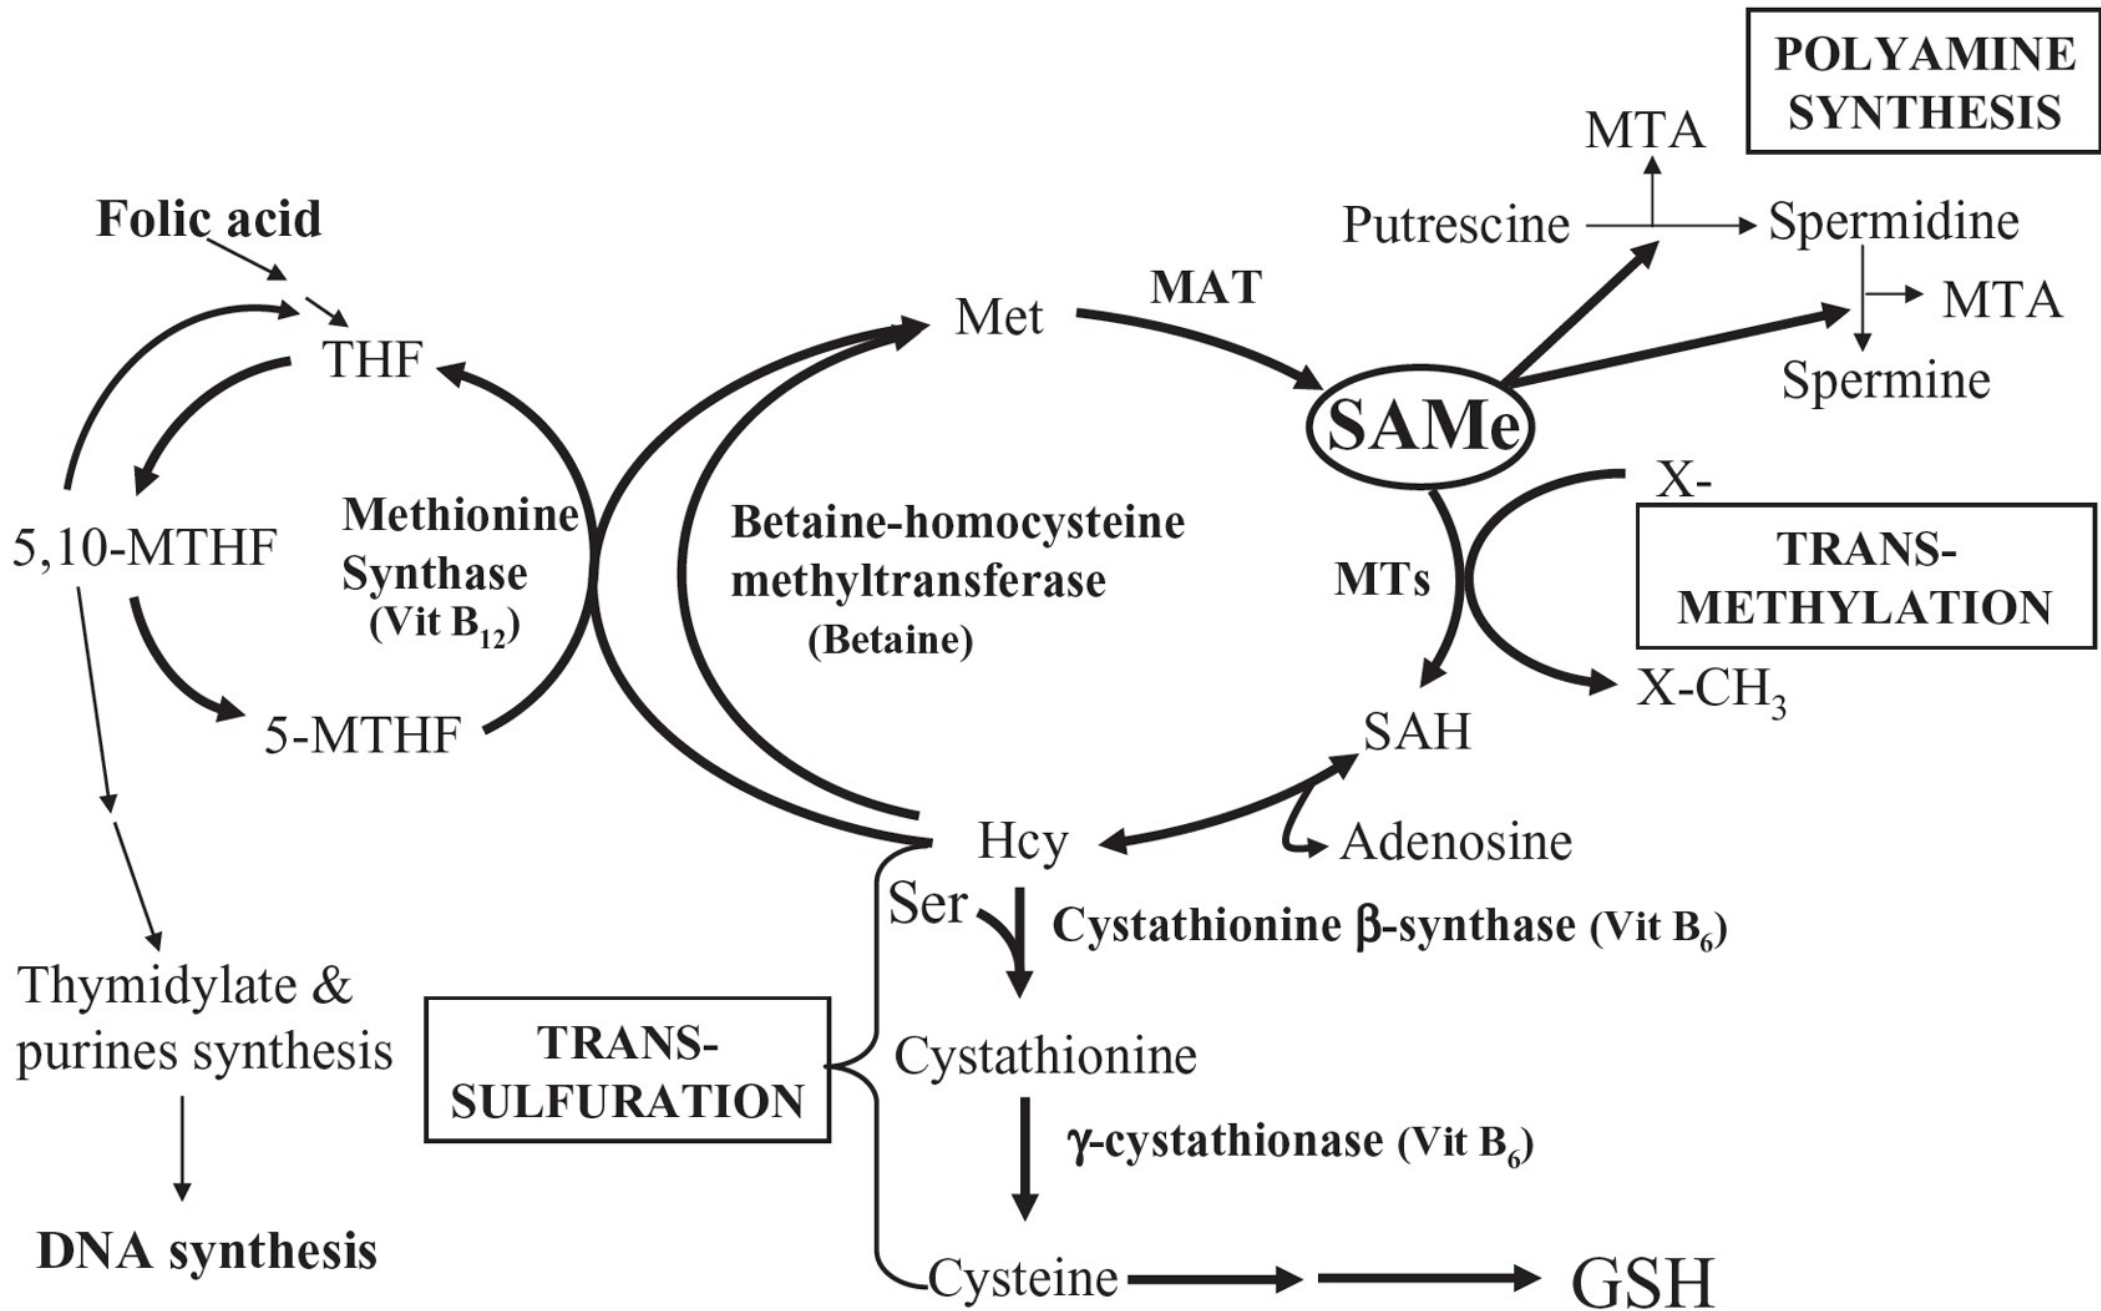 POLYAMINE
SYNTHESIS
MTA
Folic acid
Putrescine
Spermidine
MAT
Met
MTA
THF
Spermine
SAMe
X-
Methionine
Synthase
(Vit B12)
Betaine-homocysteine
methyltransferase
(Betaine)
5,10-MTHF
MTs
TRANS-
METHYLATION
X-CH3
5-MTHF
SAH
Hcy
Adenosine
Ser
Cystathionine β-synthase (Vit B6)
Thymidylate &
purines synthesis
TRANS-
SULFURATION
Cystathionine
γ-cystathionase (Vit B6)
DNA synthesis
Cysteine
GSH